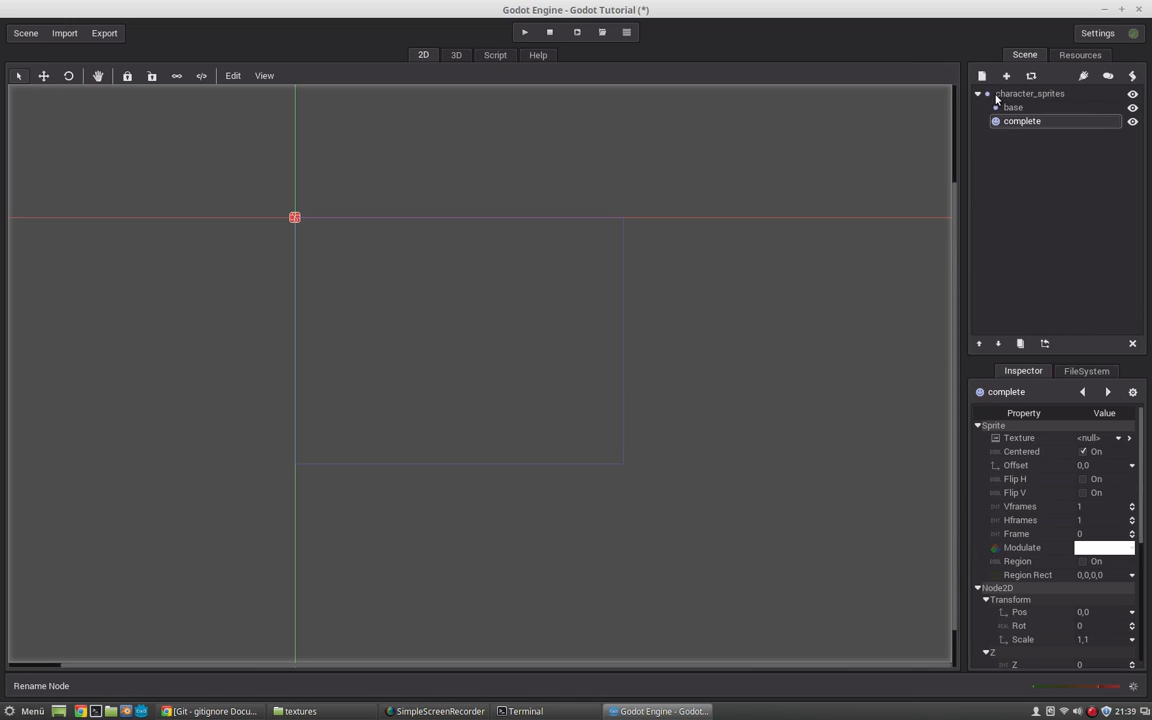 Godot Engine - Godot Tutorial (*)
Scene Import Export Settings
2D 3D Script Help Scene Resources
Edit View
character_sprites
base
complete
Inspector FileSystem
complete
Property Value
Sprite
Texture <null>
Centered On
Offset 0,0
Flip H On
Flip V On
Vframes 1
Hframes 1
Frame 0
Modulate
Region On
Region Rect 0,0,0,0
Node2D
Transform
Pos 0,0
Rot 0
Scale 1,1
Z
Z 0
Rename Node
Menü [Git - gitignore Docu... textures SimpleScreenRecorder Terminal Godot Engine - Godot... 21:39